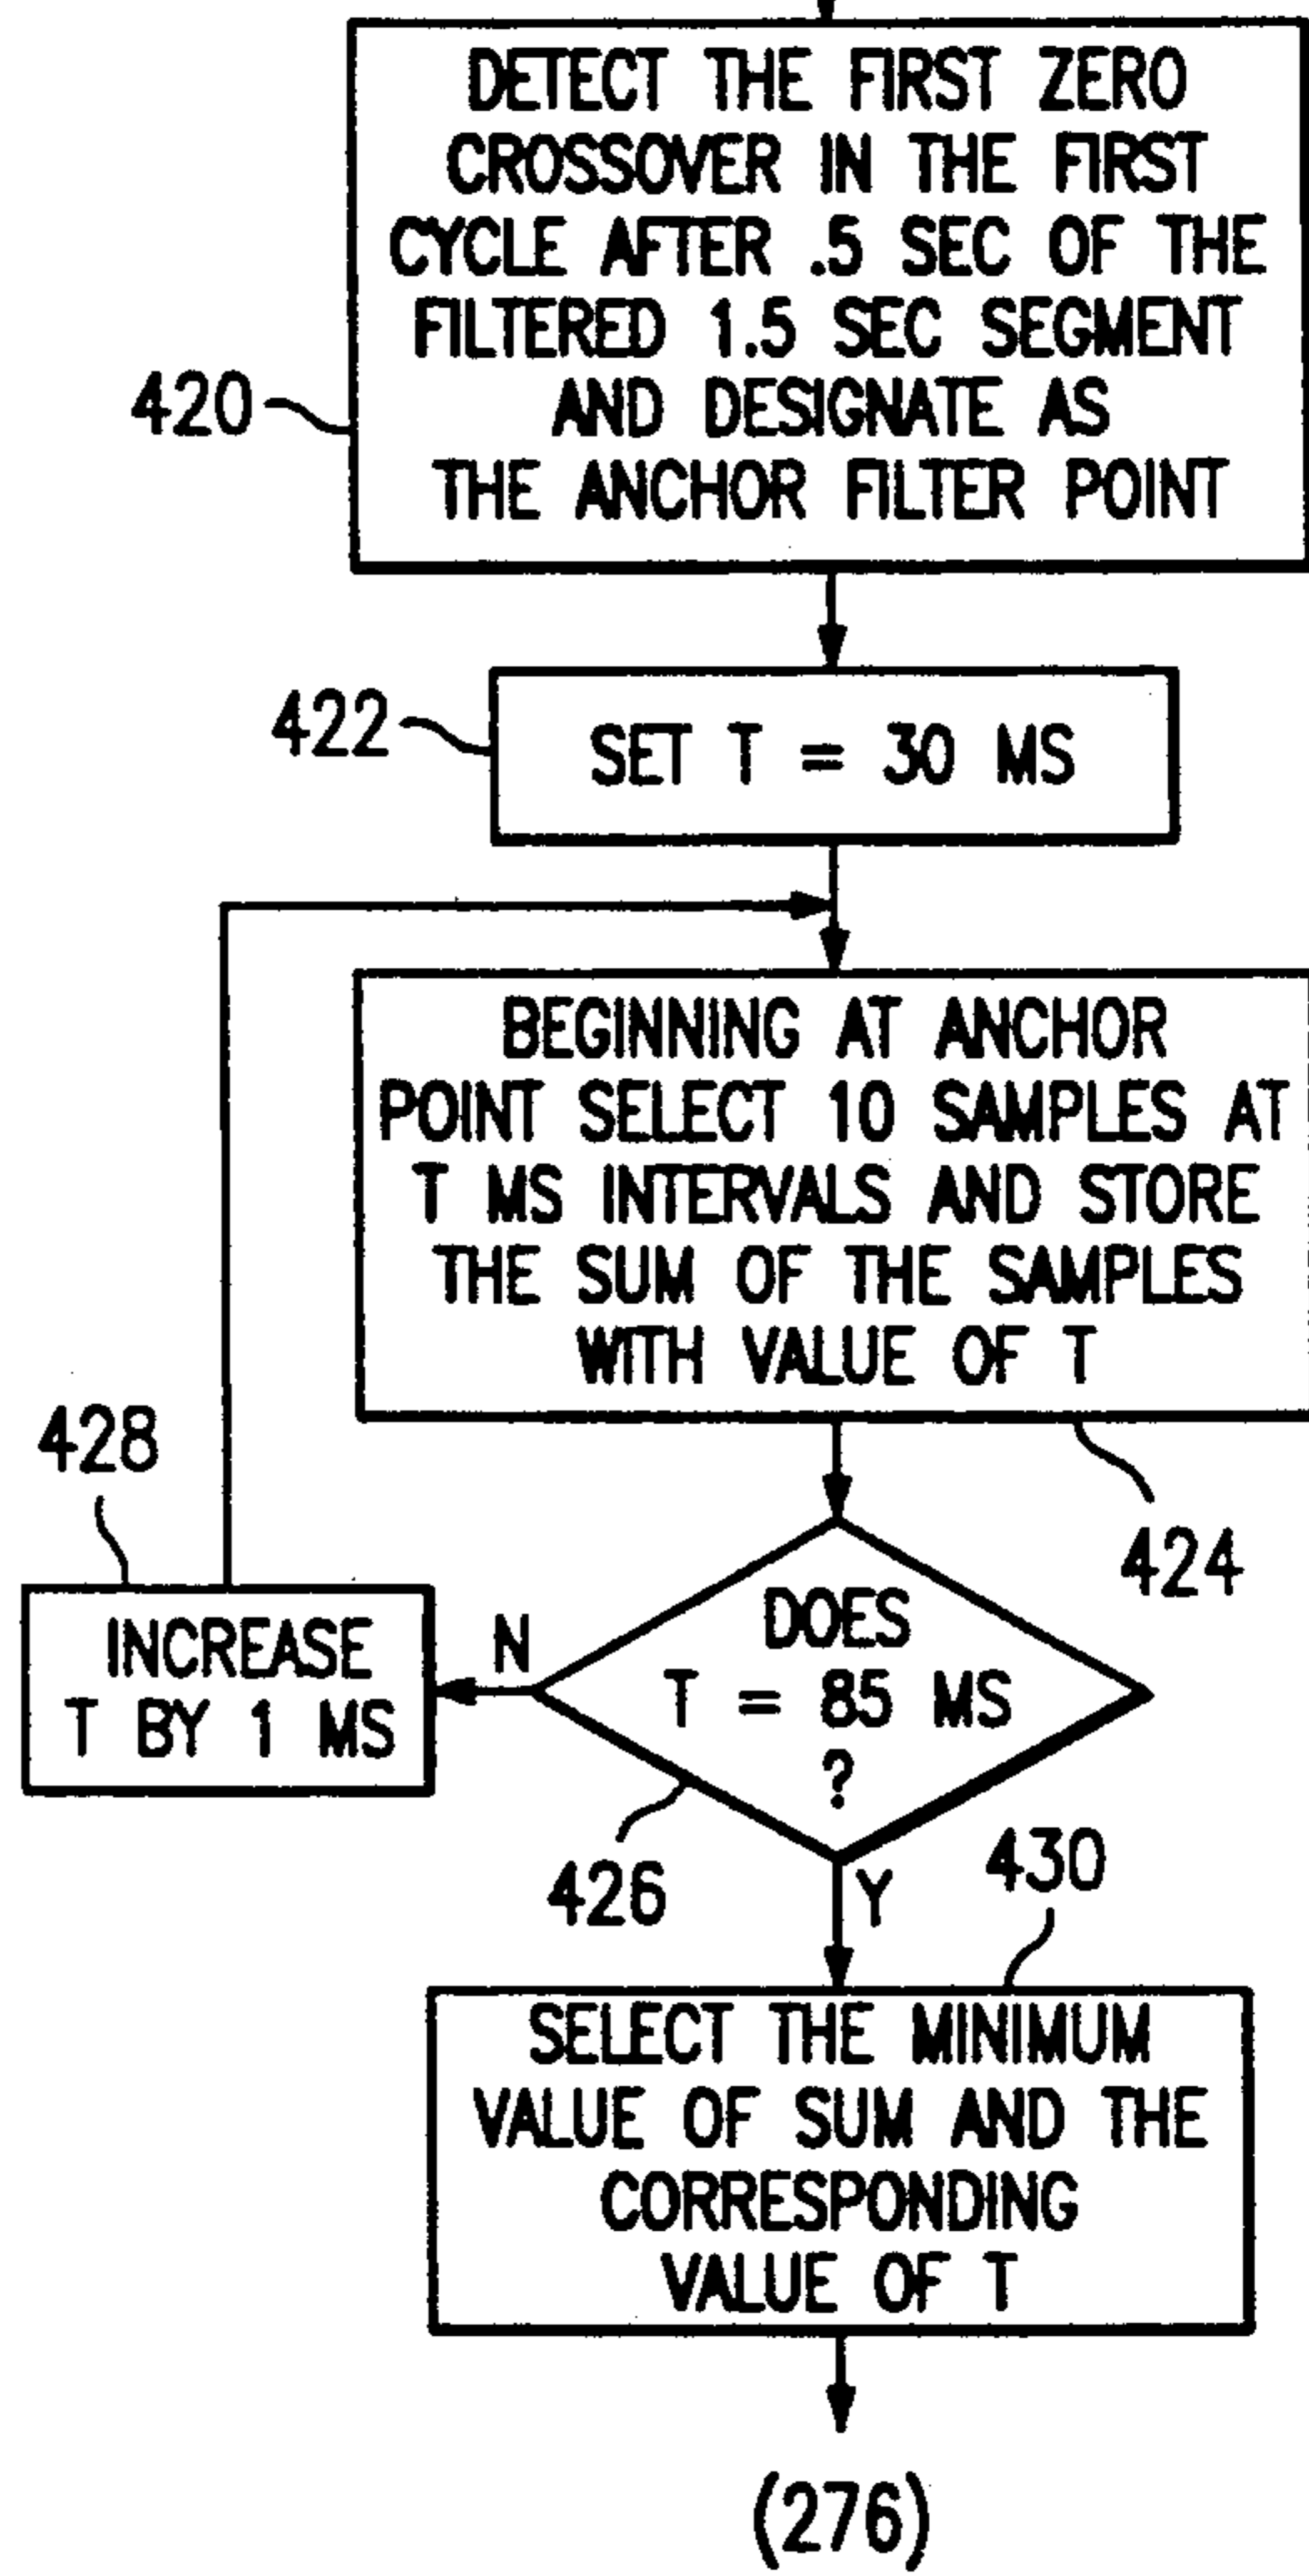 DETECT THE FIRST ZERO
CROSSOVER IN THE FIRST
CYCLE AFTER .5 SEC OF THE
FILTERED 1.5 SEC SEGMENT
AND DESIGNATE AS
THE ANCHOR FILTER POINT
420
SET T = 30 MS
422
BEGINNING AT ANCHOR
POINT SELECT 10 SAMPLES AT
T MS INTERVALS AND STORE
THE SUM OF THE SAMPLES
WITH VALUE OF T
424
DOES
T = 85 MS
?
426
N
428
INCREASE
T BY 1 MS
Y
430
SELECT THE MINIMUM
VALUE OF SUM AND THE
CORRESPONDING
VALUE OF T
(276)